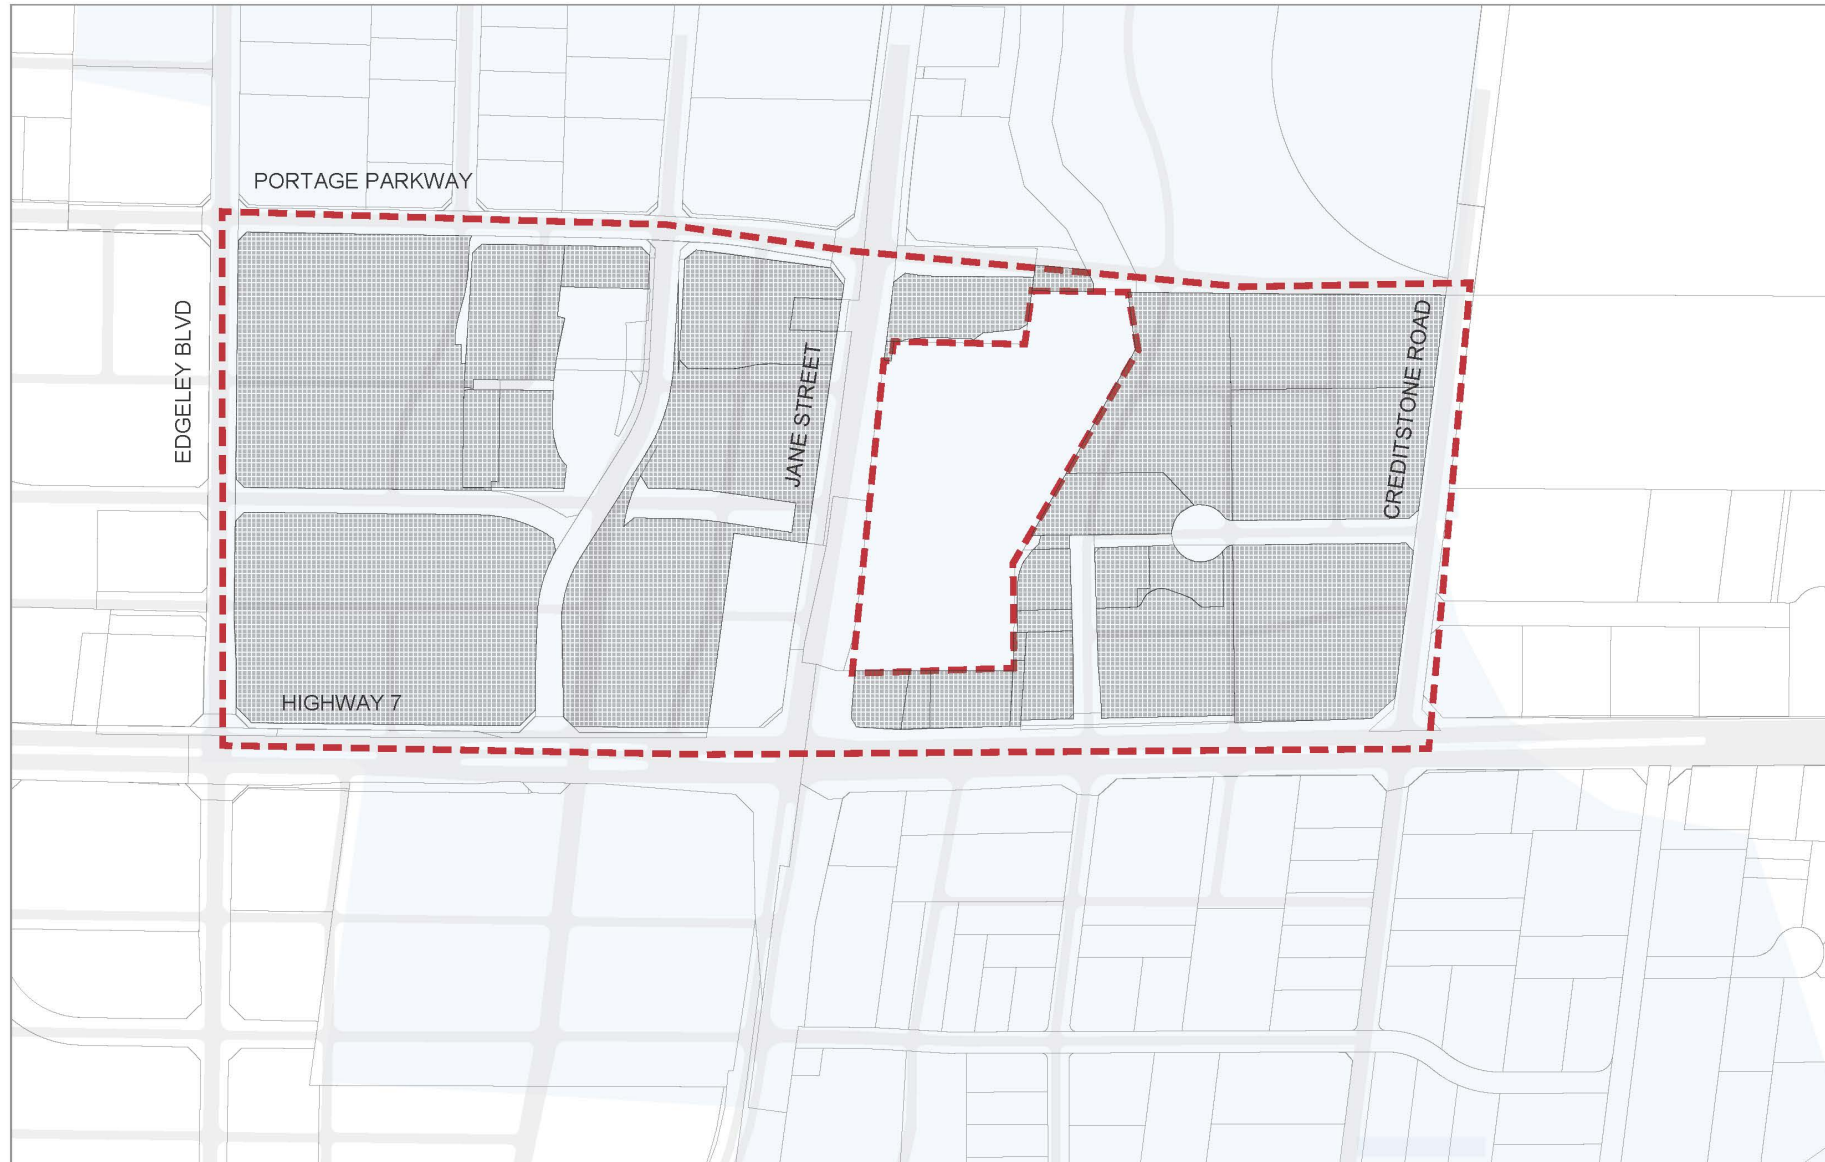 PORTAGE PARKWAY
EDGELEY BLVD
JANE STREET
CREDITSTONE ROAD
HIGHWAY 7